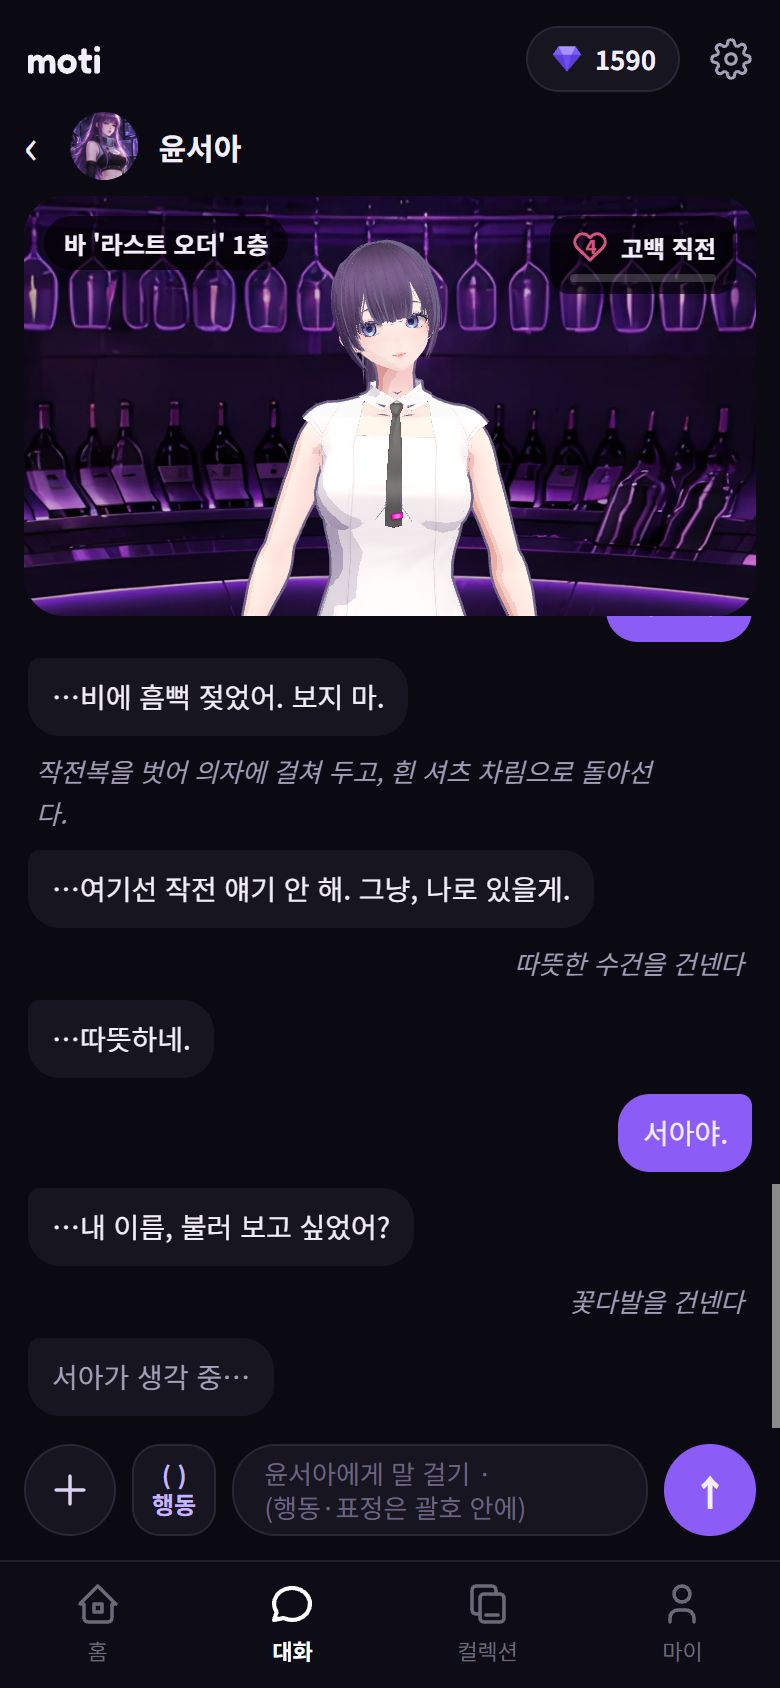 moti
1590
윤서아
바 '라스트 오더' 1층
4 고백 직전
…비에 흠뻑 젖었어. 보지 마.
작전복을 벗어 의자에 걸쳐 두고, 흰 셔츠 차림으로 돌아선
다.
…여기선 작전 얘기 안 해. 그냥, 나로 있을게.
따뜻한 수건을 건넨다
…따뜻하네.
서아야.
…내 이름, 불러 보고 싶었어?
꽃다발을 건넨다
서아가 생각 중…
( )
행동
윤서아에게 말 걸기 ·
(행동·표정은 괄호 안에)
홈
대화
컬렉션
마이